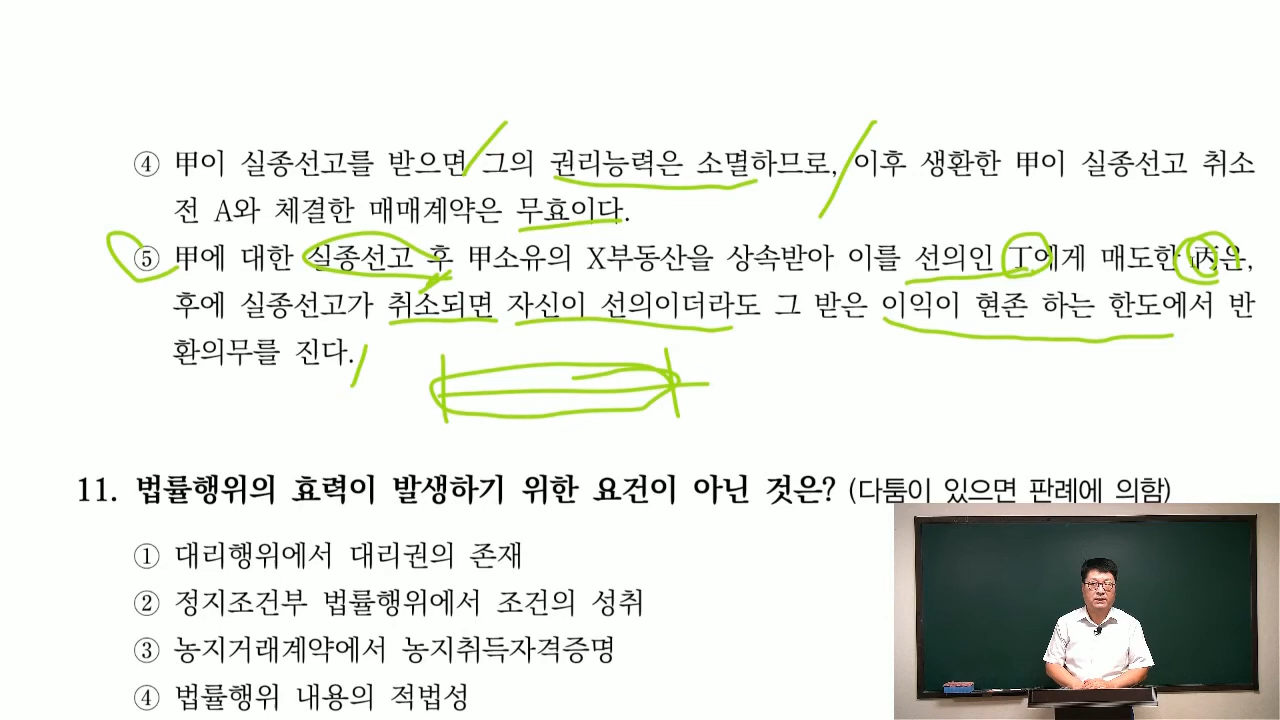 ④ 甲이 실종선고를 받으면 그의 권리능력은 소멸하므로, 이후 생환한 甲이 실종선고 취소
전 A와 체결한 매매계약은 무효이다.
⑤ 甲에 대한 실종선고 후 甲소유의 X부동산을 상속받아 이를 선의인 丁에게 매도한 丙은,
후에 실종선고가 취소되면 자신이 선의이더라도 그 받은 이익이 현존 하는 한도에서 반
환의무를 진다.
11. 법률행위의 효력이 발생하기 위한 요건이 아닌 것은? (다툼이 있으면 판례에 의함)
① 대리행위에서 대리권의 존재
② 정지조건부 법률행위에서 조건의 성취
③ 농지거래계약에서 농지취득자격증명
④ 법률행위 내용의 적법성